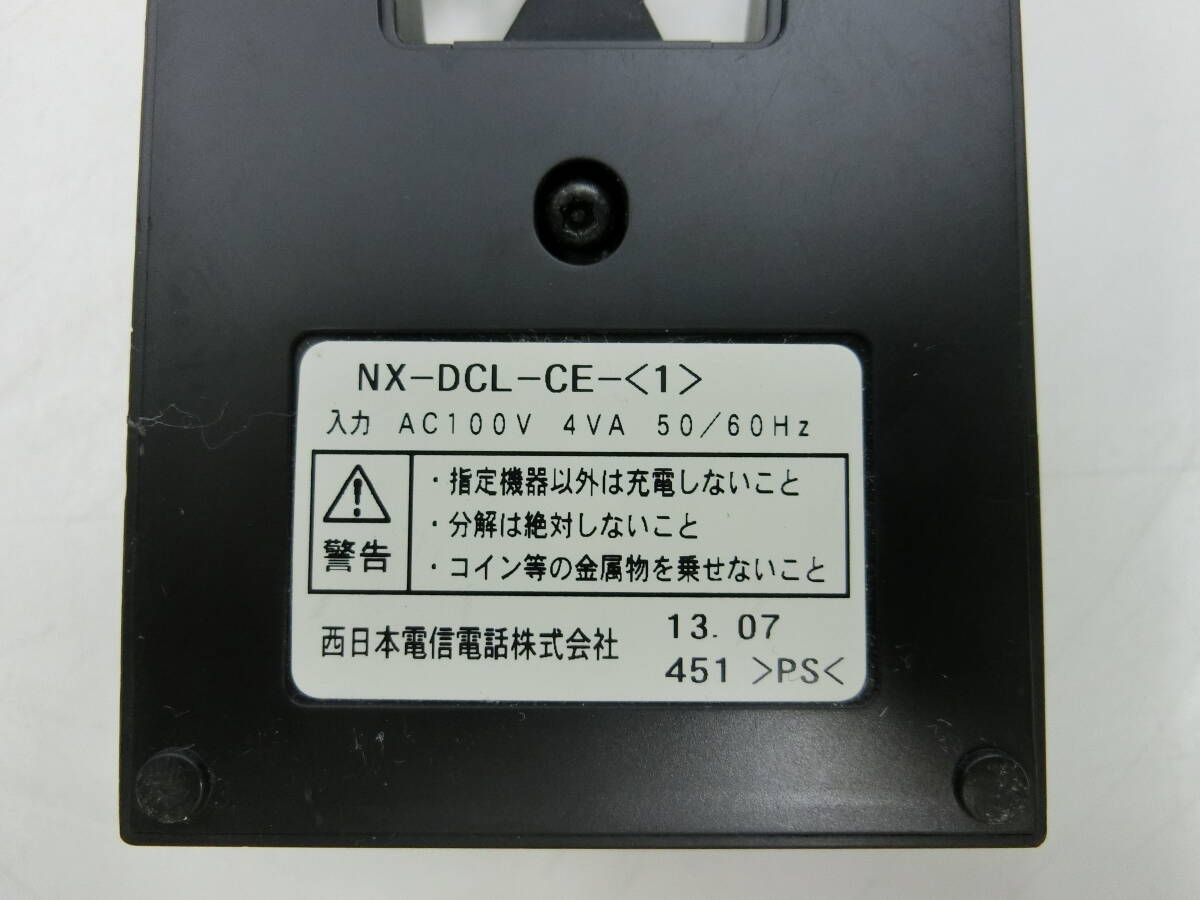 NX-DCL-CE-<1>
入力 AC100V 4VA 50/60Hz
警告
・指定機器以外は充電しないこと
・分解は絶対しないこと
・コイン等の金属物を乗せないこと
西日本電信電話株式会社
13.07
451 >PS<